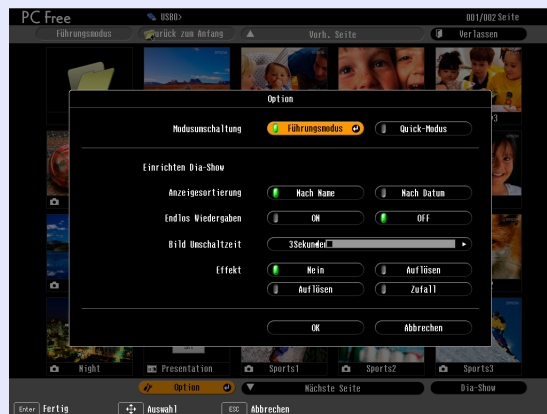 PC Free USB0> 001/002 Seite
Führungsmodus Zurück zum Anfang Vorh. Seite Verlassen
Option
Modusumschaltung Führungsmodus Quick-Modus
Einrichten Dia-Show
Anzeigesortierung Nach Name Nach Datum
Endlos Wiedergaben ON OFF
Bild Umschaltzeit 3Sekunden
Effekt Nein Auflösen
Auflösen Zufall
OK Abbrechen
Night Presentation Sports1 Sports2 Sports3
Option Nächste Seite Dia-Show
Enter Fertig Auswahl ESC Abbrechen